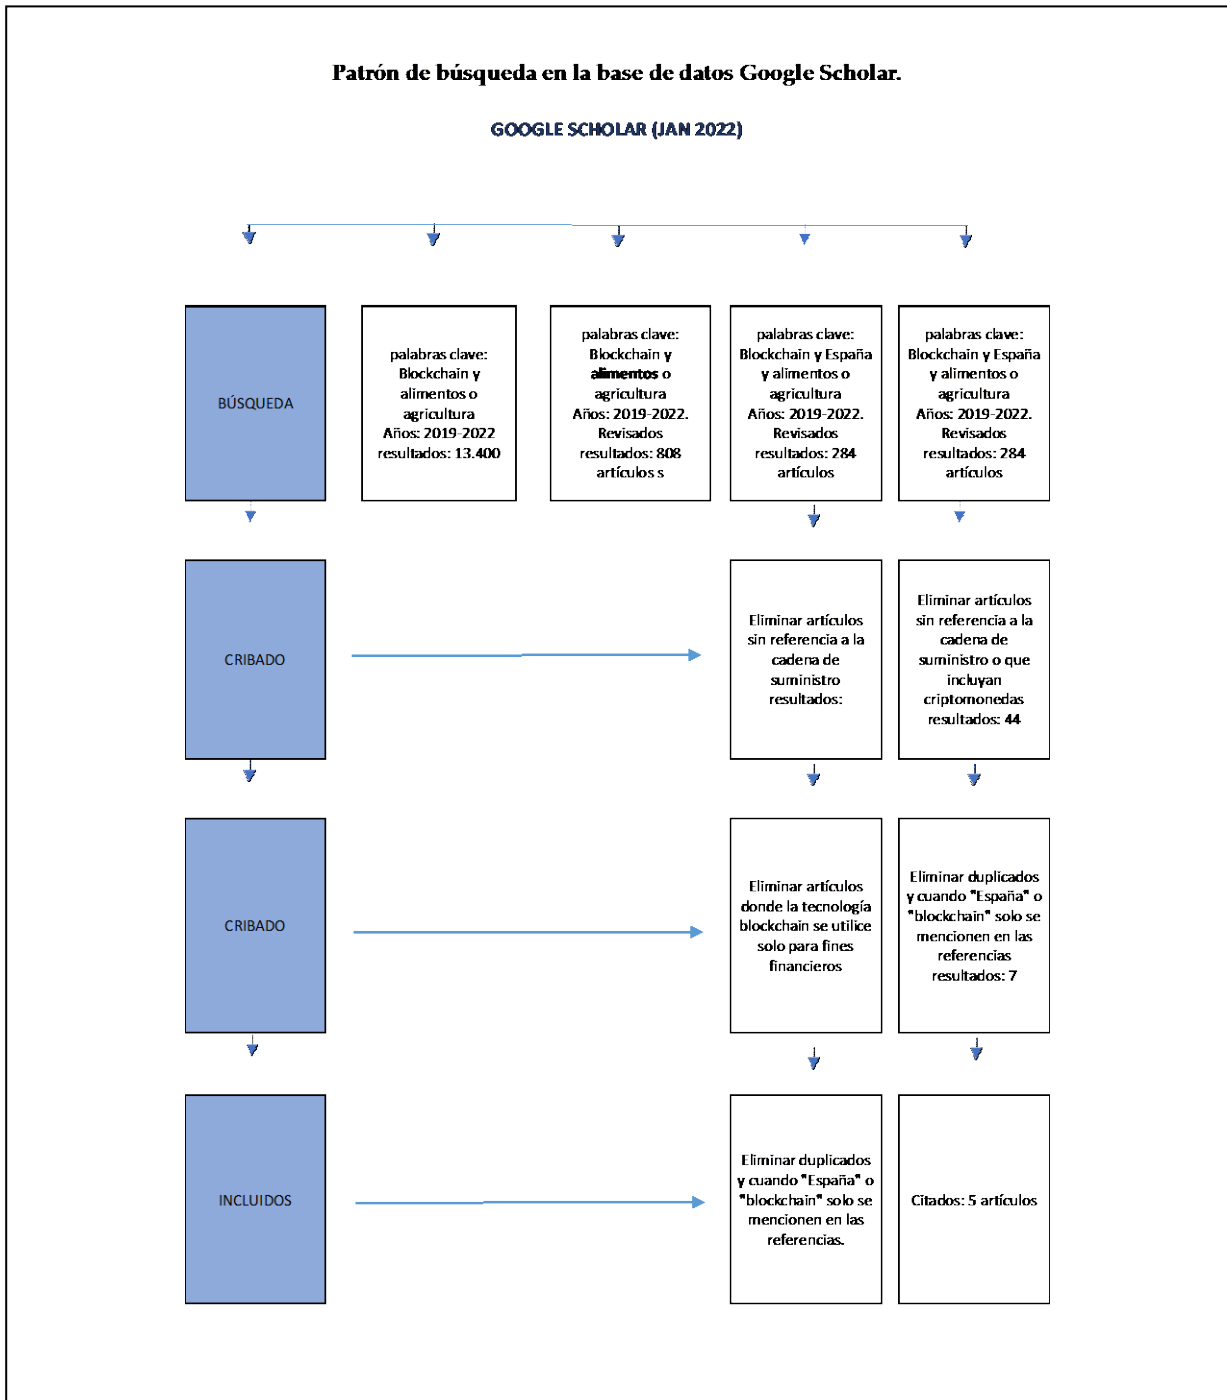 Patrón de búsqueda en la base de datos Google Scholar.
GOOGLE SCHOLAR (JAN 2022)
BÚSQUEDA
palabras clave:
Blockchain y
alimentos o
agricultura
Años: 2019-2022
resultados: 13.400
palabras clave:
Blockchain y
alimentos o
agricultura
Años: 2019-2022.
Revisados
resultados: 808
artículos s
palabras clave:
Blockchain y España
y alimentos o
agricultura
Años: 2019-2022.
Revisados
resultados: 284
artículos
palabras clave:
Blockchain y España
y alimentos o
agricultura
Años: 2019-2022.
Revisados
resultados: 284
artículos
CRIBADO
Eliminar artículos
sin referencia a la
cadena de
suministro
resultados:
Eliminar artículos
sin referencia a la
cadena de
suministro o que
incluyan
criptomonedas
resultados: 44
CRIBADO
Eliminar artículos
donde la tecnología
blockchain se utilice
solo para fines
financieros
Eliminar duplicados
y cuando "España" o
"blockchain" solo se
mencionen en las
referencias
resultados: 7
INCLUIDOS
Eliminar duplicados
y cuando "España" o
"blockchain" solo se
mencionen en las
referencias.
Citados: 5 artículos